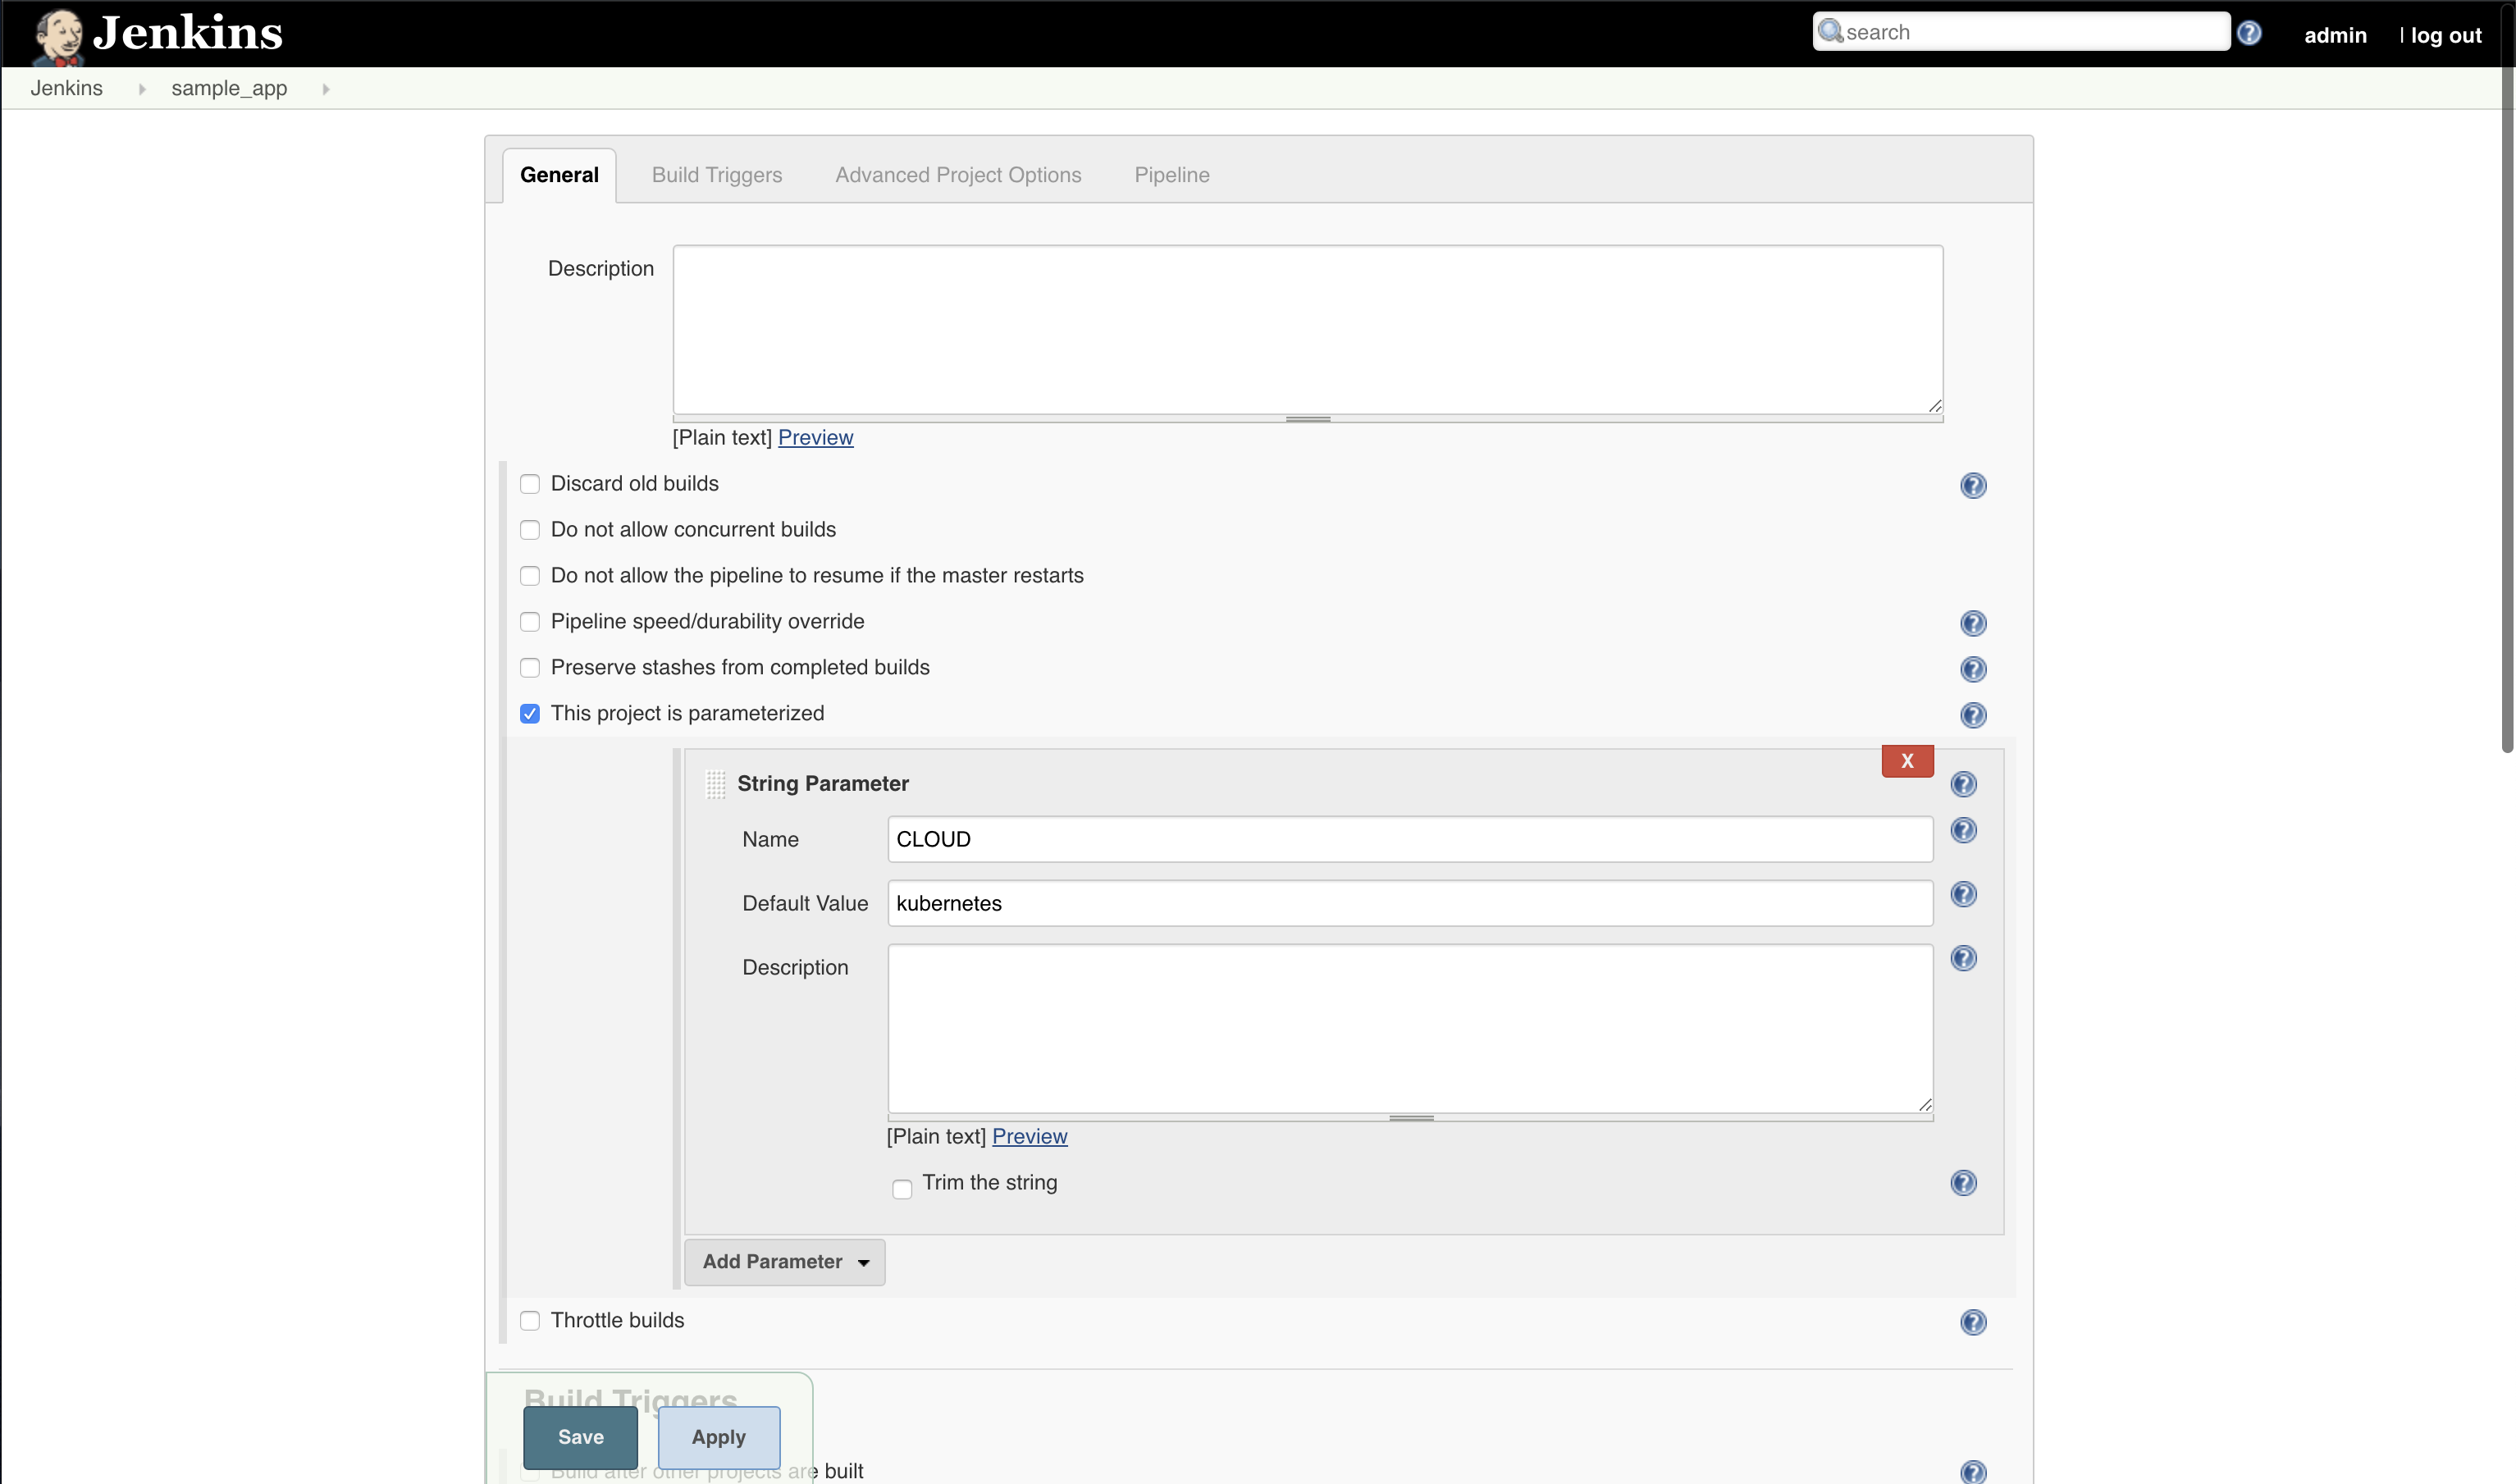 Jenkins
search
admin
| log out
Jenkins
sample_app
General
Build Triggers
Advanced Project Options
Pipeline
Description
[Plain text] Preview
Discard old builds
Do not allow concurrent builds
Do not allow the pipeline to resume if the master restarts
Pipeline speed/durability override
Preserve stashes from completed builds
This project is parameterized
X
String Parameter
Name
CLOUD
Default Value
kubernetes
Description
[Plain text] Preview
Trim the string
Add Parameter
Throttle builds
Build Triggers
Save
Apply
Build after other projects are built